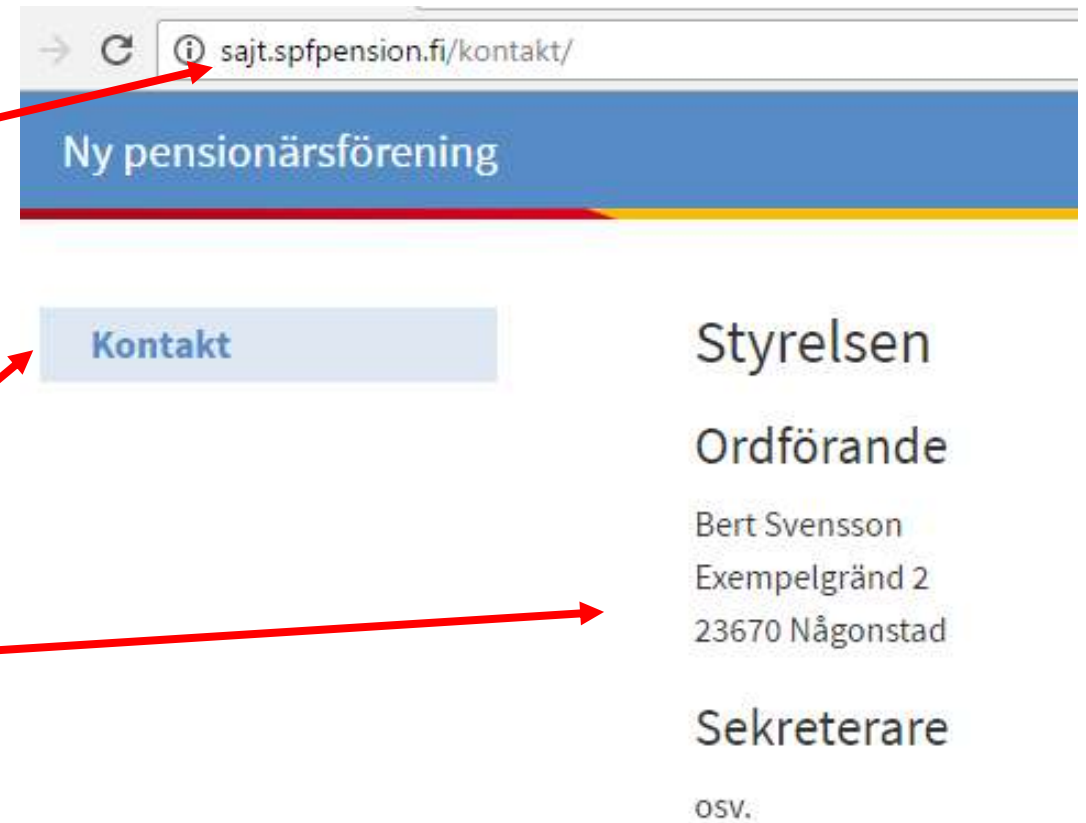 sajt.spfpension.fi/kontakt/
Ny pensionärsförening
Kontakt
Styrelsen
Ordförande
Bert Svensson
Exempelgränd 2
23670 Någonstad
Sekreterare
osv.